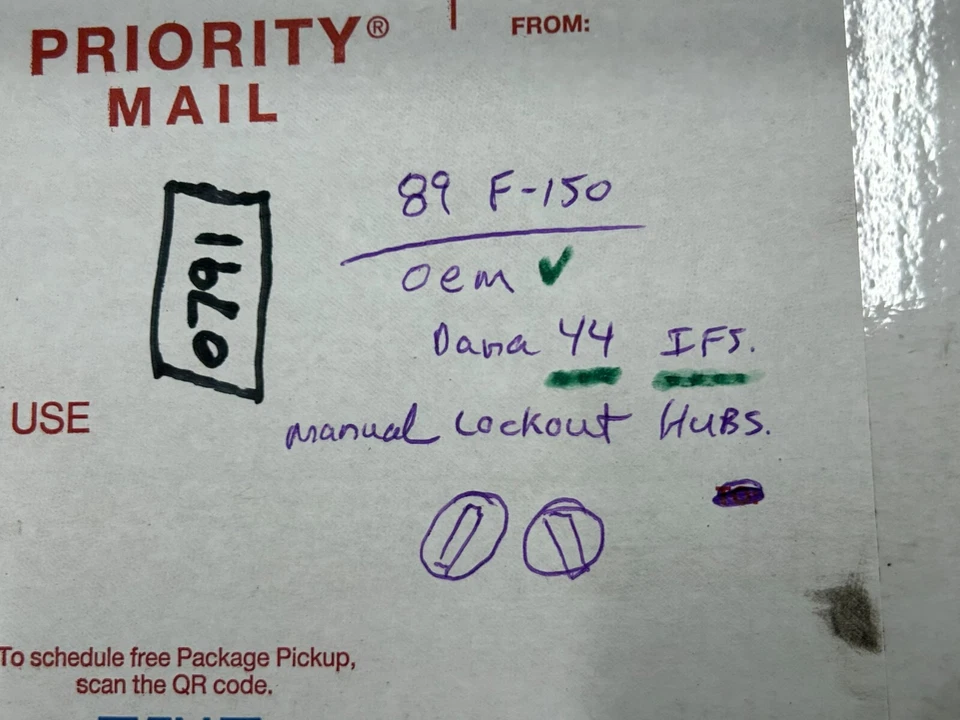 PRIORITY®
MAIL
FROM:
0791
89 F-150
Oem ✓
Dana 44 IFS.
manual Lockout HUBS.
USE
To schedule free Package Pickup,
scan the QR code.